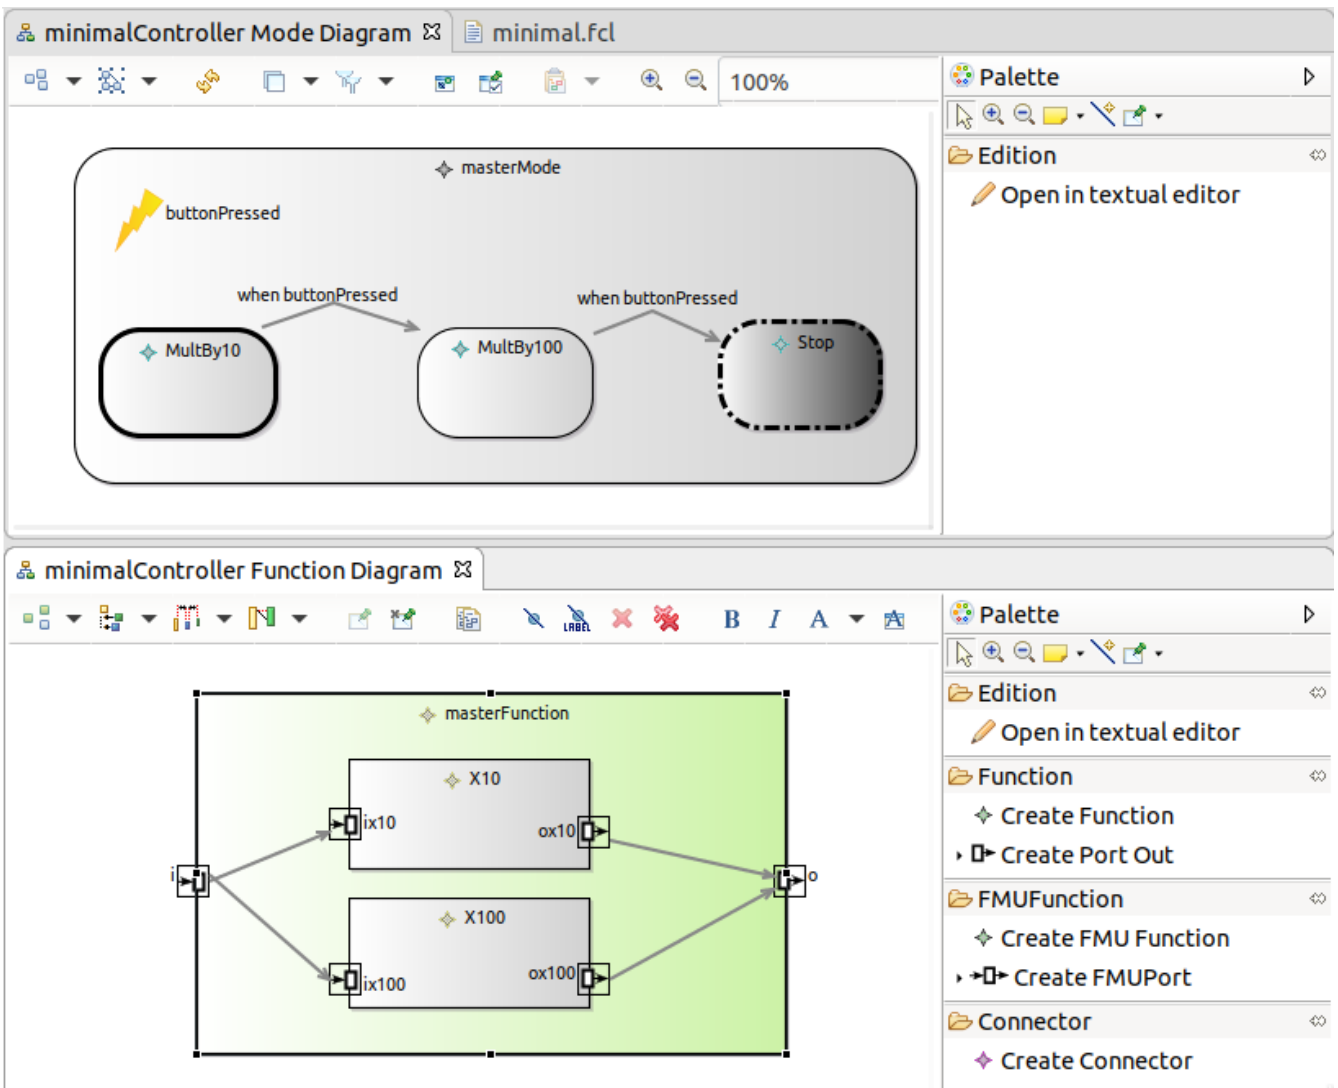 minimalController Mode Diagram
minimal.fcl
100%
Palette
Edition
Open in textual editor
masterMode
buttonPressed
when buttonPressed
when buttonPressed
MultBy10
MultBy100
Stop
minimalController Function Diagram
LABEL
B I A A
Palette
Edition
Open in textual editor
Function
Create Function
Create Port Out
FMUFunction
Create FMU Function
Create FMUPort
Connector
Create Connector
masterFunction
X10
ix10
ox10
i
o
X100
ix100
ox100